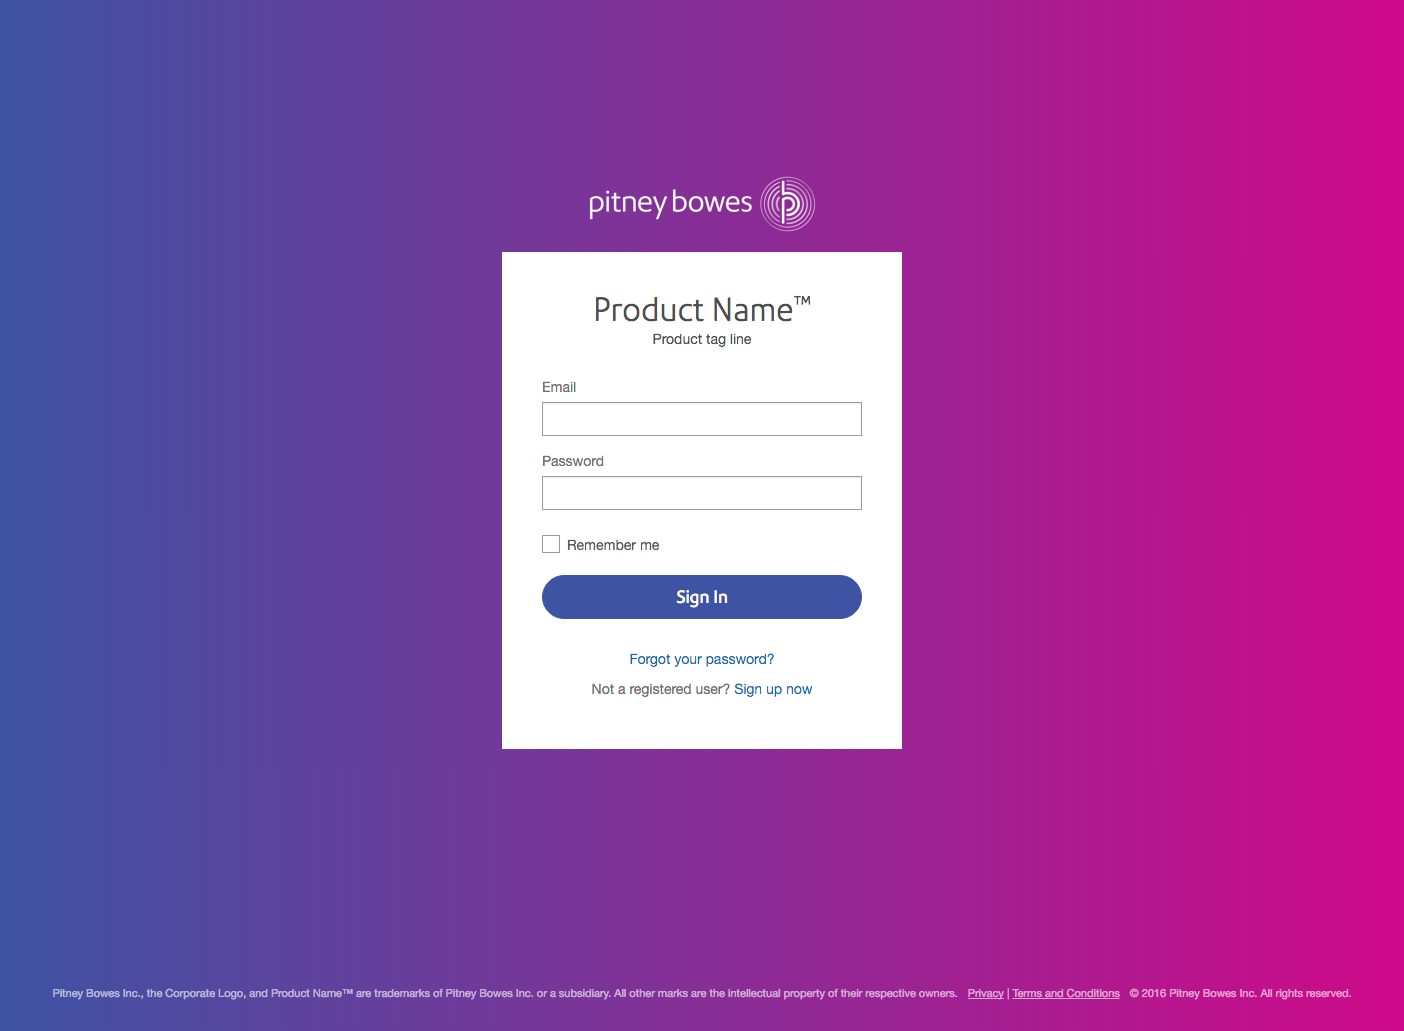 pitney bowes
Product Name™
Product tag line
Email
Password
Remember me
Sign In
Forgot your password?
Not a registered user? Sign up now
Pitney Bowes Inc., the Corporate Logo, and Product Name™ are trademarks of Pitney Bowes Inc. or a subsidiary. All other marks are the intellectual property of their respective owners. Privacy | Terms and Conditions © 2016 Pitney Bowes Inc. All rights reserved.